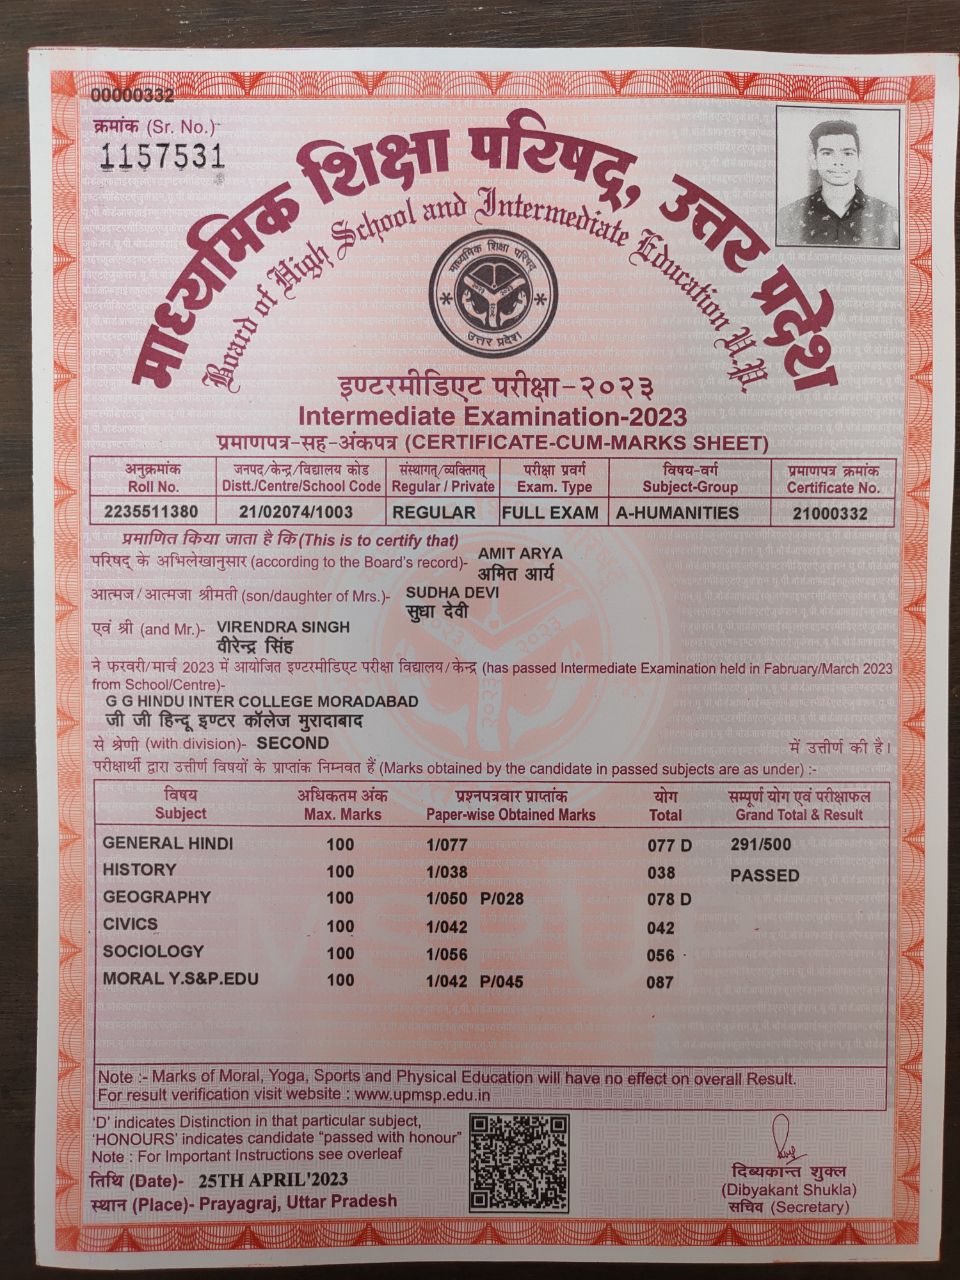 00000332
क्रमांक (Sr. No.)-
1157531
माध्यमिक शिक्षा परिषद्, उत्तर प्रदेश
Board of High School and Intermediate Education U.P.
माध्यमिक शिक्षा परिषद्
उत्तर प्रदेश
इण्टरमीडिएट परीक्षा-२०२३
Intermediate Examination-2023
प्रमाणपत्र-सह-अंकपत्र (CERTIFICATE-CUM-MARKS SHEET)
अनुक्रमांक जनपद/केन्द्र/विद्यालय कोड संस्थागत्/व्यक्तिगत् परीक्षा प्रवर्ग विषय-वर्ग प्रमाणपत्र क्रमांक
Roll No. Distt./Centre/School Code Regular / Private Exam. Type Subject-Group Certificate No.
2235511380 21/02074/1003 REGULAR FULL EXAM A-HUMANITIES 21000332
प्रमाणित किया जाता है कि (This is to certify that)
AMIT ARYA
परिषद् के अभिलेखानुसार (according to the Board's record)-
अमित आर्य
SUDHA DEVI
आत्मज/आत्मजा श्रीमती (son/daughter of Mrs.)-
सुधा देवी
एवं श्री (and Mr.)- VIRENDRA SINGH
वीरेन्द्र सिंह
ने फरवरी/मार्च 2023 में आयोजित इण्टरमीडिएट परीक्षा विद्यालय/केन्द्र (has passed Intermediate Examination held in Fabruary/March 2023
from School/Centre)-
G G HINDU INTER COLLEGE MORADABAD
जी जी हिन्दू इण्टर कॉलेज मुरादाबाद
से श्रेणी (with division)- SECOND में उत्तीर्ण की है।
परीक्षार्थी द्वारा उत्तीर्ण विषयों के प्राप्तांक निम्नवत हैं (Marks obtained by the candidate in passed subjects are as under) :-
विषय अधिकतम अंक प्रश्नपत्रवार प्राप्तांक योग सम्पूर्ण योग एवं परीक्षाफल
Subject Max. Marks Paper-wise Obtained Marks Total Grand Total & Result
GENERAL HINDI 100 1/077 077 D 291/500
HISTORY 100 1/038 038 PASSED
GEOGRAPHY 100 1/050 P/028 078 D
CIVICS 100 1/042 042
SOCIOLOGY 100 1/056 056
MORAL Y.S&P.EDU 100 1/042 P/045 087
Note :- Marks of Moral, Yoga, Sports and Physical Education will have no effect on overall Result.
For result verification visit website : www.upmsp.edu.in
'D' indicates Distinction in that particular subject,
'HONOURS' indicates candidate "passed with honour"
Note : For Important Instructions see overleaf
तिथि (Date)- 25TH APRIL'2023
स्थान (Place)- Prayagraj, Uttar Pradesh
दिब्यकान्त शुक्ल
(Dibyakant Shukla)
सचिव (Secretary)